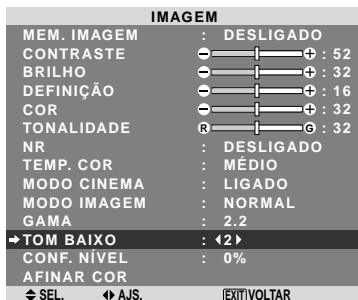 IMAGEM
MEM. IMAGEM : DESLIGADO
CONTRASTE : 52
BRILHO : 32
DEFINIÇÃO : 16
COR : 32
TONALIDADE R G : 32
NR : DESLIGADO
TEMP. COR : MÉDIO
MODO CINEMA : LIGADO
MODO IMAGEM : NORMAL
GAMA : 2.2
TOM BAIXO : 2
CONF. NÍVEL : 0%
AFINAR COR
SEL. AJS. EXIT VOLTAR